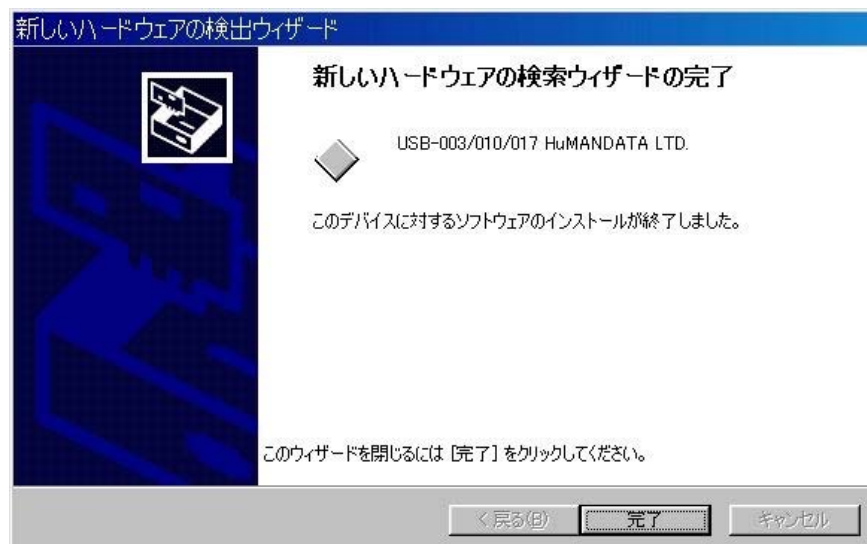 新しいハードウェアの検出ウィザード
新しいハードウェアの検索ウィザードの完了
USB-003/010/017 HuMANDATA LTD.
このデバイスに対するソフトウェアのインストールが終了しました。
このウィザードを閉じるには [完了] をクリックしてください。
< 戻る(B)
完了
キャンセル